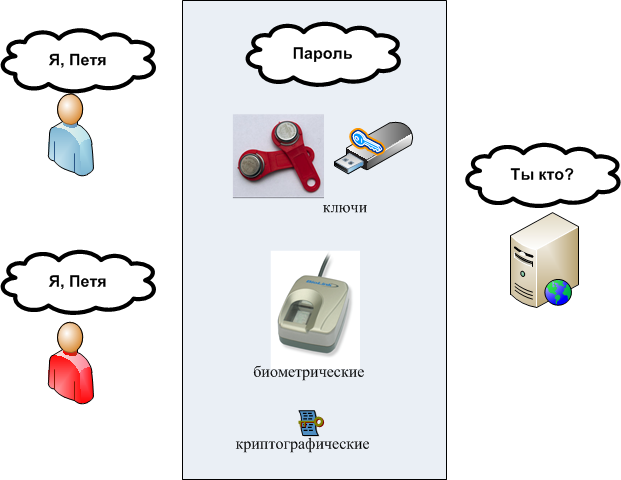 Я, Петя
Пароль
ключи
Ты кто?
Я, Петя
биометрические
криптографические